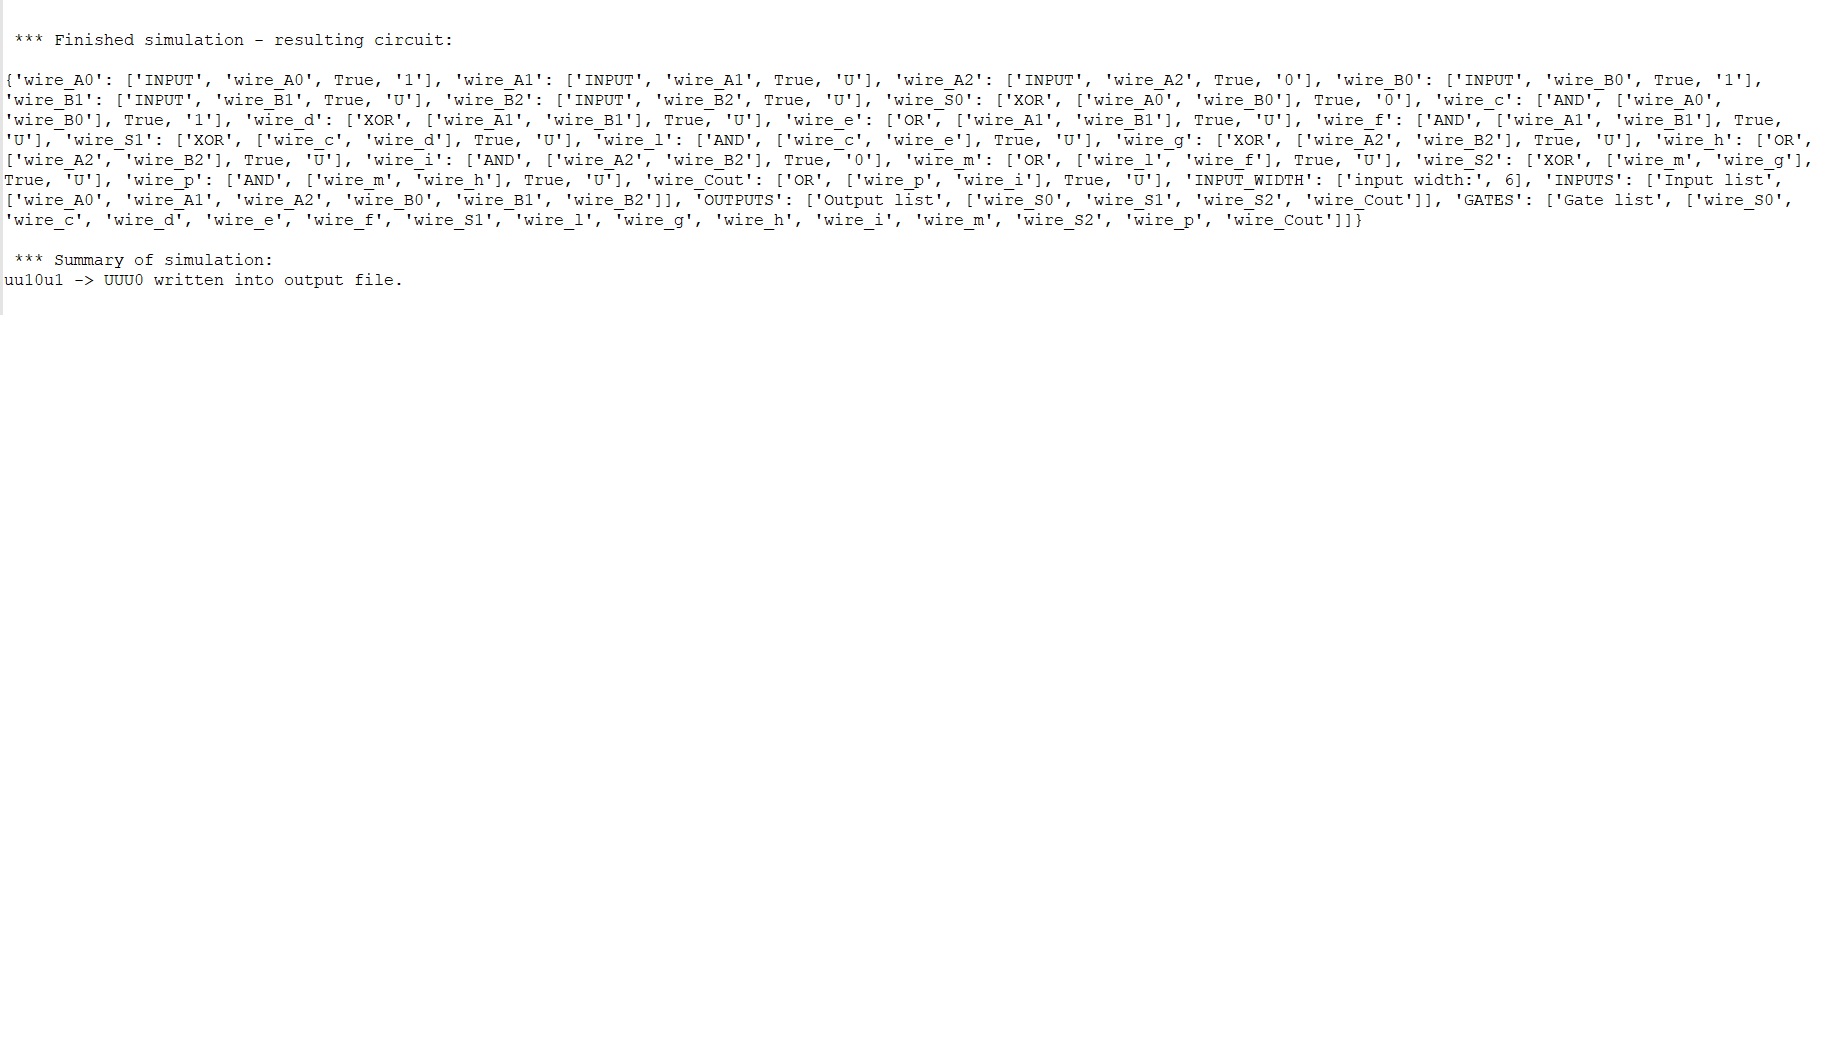 *** Finished simulation - resulting circuit:
{'wire_A0': ['INPUT', 'wire_A0', True, '1'], 'wire_A1': ['INPUT', 'wire_A1', True, 'U'], 'wire_A2': ['INPUT', 'wire_A2', True, '0'], 'wire_B0': ['INPUT', 'wire_B0', True, '1'],
'wire_B1': ['INPUT', 'wire_B1', True, 'U'], 'wire_B2': ['INPUT', 'wire_B2', True, 'U'], 'wire_S0': ['XOR', ['wire_A0', 'wire_B0'], True, '0'], 'wire_c': ['AND', ['wire_A0',
'wire_B0'], True, '1'], 'wire_d': ['XOR', ['wire_A1', 'wire_B1'], True, 'U'], 'wire_e': ['OR', ['wire_A1', 'wire_B1'], True, 'U'], 'wire_f': ['AND', ['wire_A1', 'wire_B1'], True,
'U'], 'wire_S1': ['XOR', ['wire_c', 'wire_d'], True, 'U'], 'wire_l': ['AND', ['wire_c', 'wire_e'], True, 'U'], 'wire_g': ['XOR', ['wire_A2', 'wire_B2'], True, 'U'], 'wire_h': ['OR',
['wire_A2', 'wire_B2'], True, 'U'], 'wire_i': ['AND', ['wire_A2', 'wire_B2'], True, '0'], 'wire_m': ['OR', ['wire_l', 'wire_f'], True, 'U'], 'wire_S2': ['XOR', ['wire_m', 'wire_g'],
True, 'U'], 'wire_p': ['AND', ['wire_m', 'wire_h'], True, 'U'], 'wire_Cout': ['OR', ['wire_p', 'wire_i'], True, 'U'], 'INPUT_WIDTH': ['input width:', 6], 'INPUTS': ['Input list',
['wire_A0', 'wire_A1', 'wire_A2', 'wire_B0', 'wire_B1', 'wire_B2']], 'OUTPUTS': ['Output list', ['wire_S0', 'wire_S1', 'wire_S2', 'wire_Cout']], 'GATES': ['Gate list', ['wire_S0',
'wire_c', 'wire_d', 'wire_e', 'wire_f', 'wire_S1', 'wire_l', 'wire_g', 'wire_h', 'wire_i', 'wire_m', 'wire_S2', 'wire_p', 'wire_Cout']]}
*** Summary of simulation:
uu10u1 -> UUU0 written into output file.